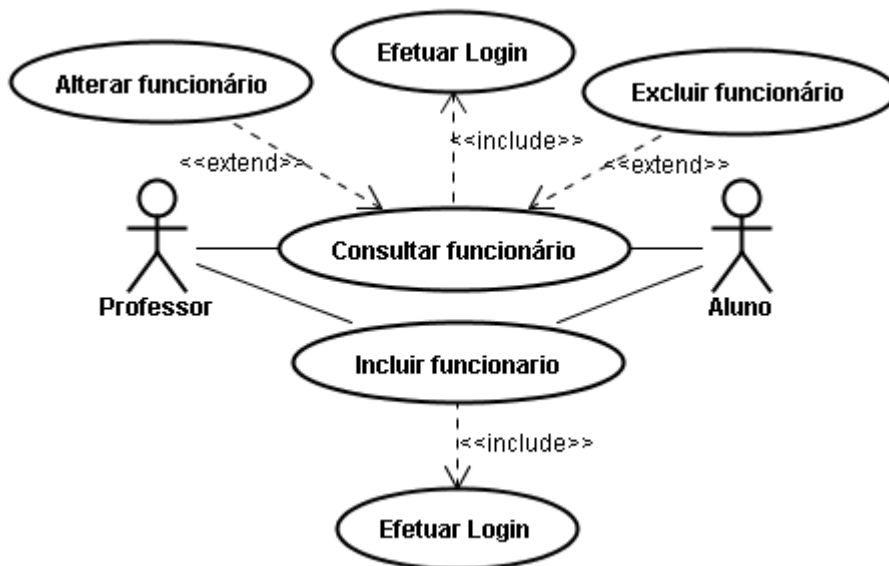 Efetuar Login
Alterar funcionário
Excluir funcionário
<<include>>
<<extend>>
<<extend>>
Consultar funcionário
Professor
Aluno
Incluir funcionario
<<include>>
Efetuar Login